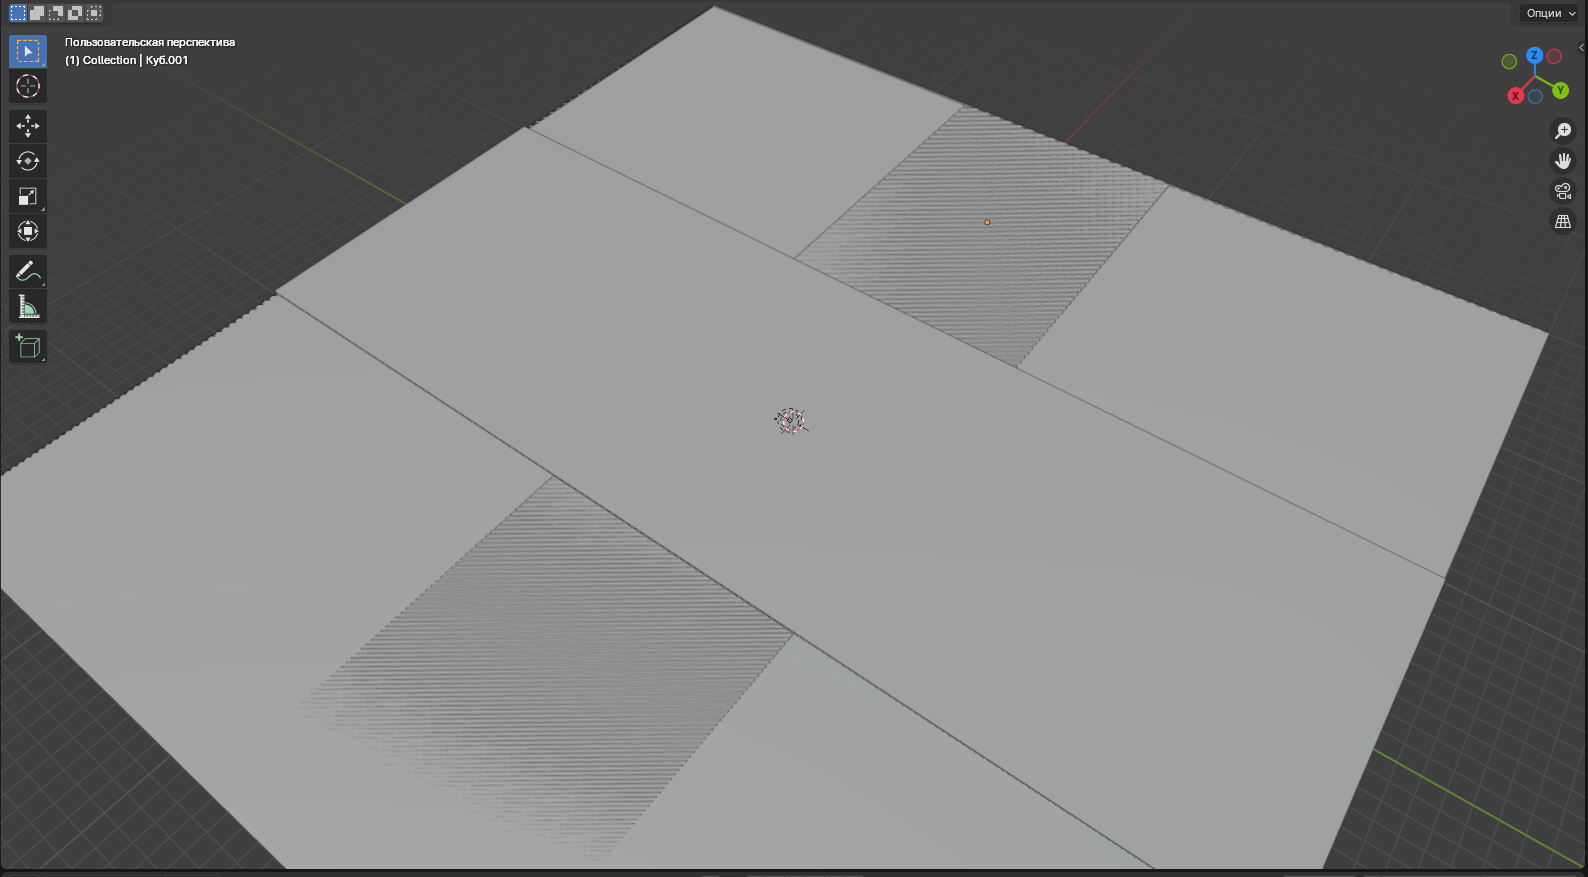 Опции
Пользовательская перспектива
(1) Collection | Куб.001
Z
Y
X